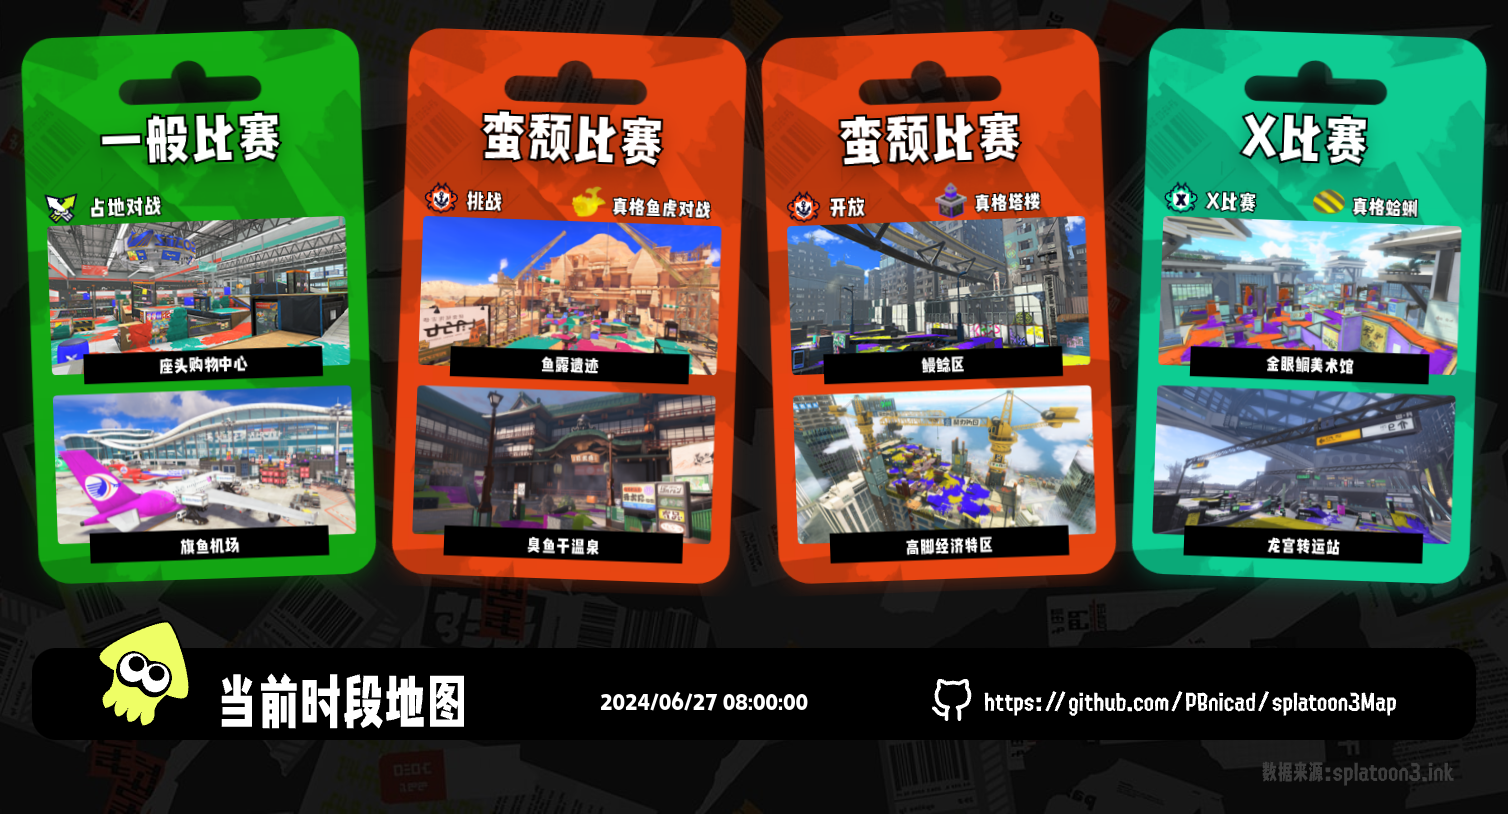 一般比赛
占地对战
座头购物中心
旗鱼机场
蛮颓比赛
挑战
真格鱼虎对战
鱼露遗迹
臭鱼干温泉
蛮颓比赛
开放
真格塔楼
鳗鲶区
高脚经济特区
X比赛
X比赛
真格蛤蜊
金眼鲷美术馆
龙宫转运站
当前时段地图
2024/06/27 08:00:00
https://github.com/PBnicad/splatoon3Map
数据来源:splatoon3.ink